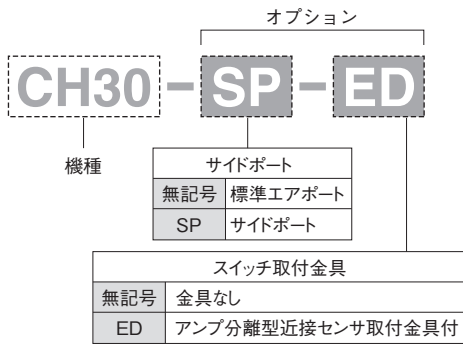 オプション
CH30-SP-ED
機種
サイドポート
無記号 標準エアポート
SP サイドポート
スイッチ取付金具
無記号 金具なし
ED アンプ分離型近接センサ取付金具付